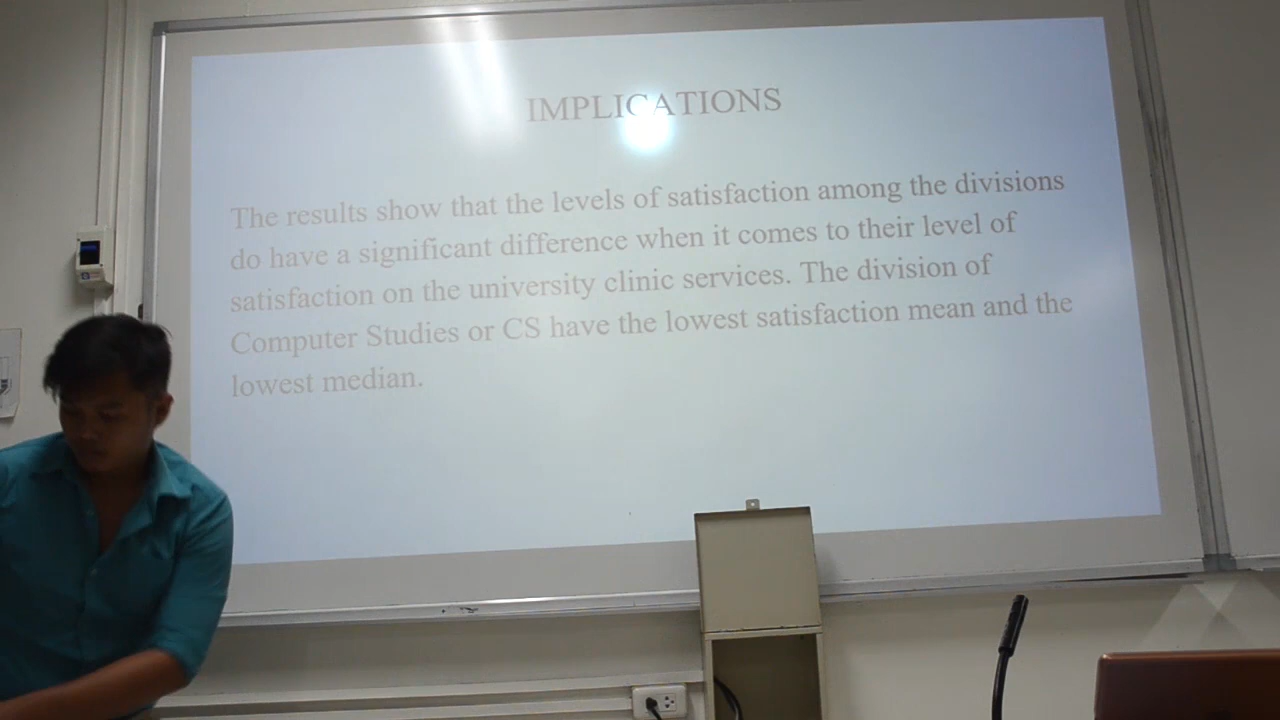 IMPLICATIONS
The results show that the levels of satisfaction among the divisions
do have a significant difference when it comes to their level of
satisfaction on the university clinic services. The division of
Computer Studies or CS have the lowest satisfaction mean and the
lowest median.